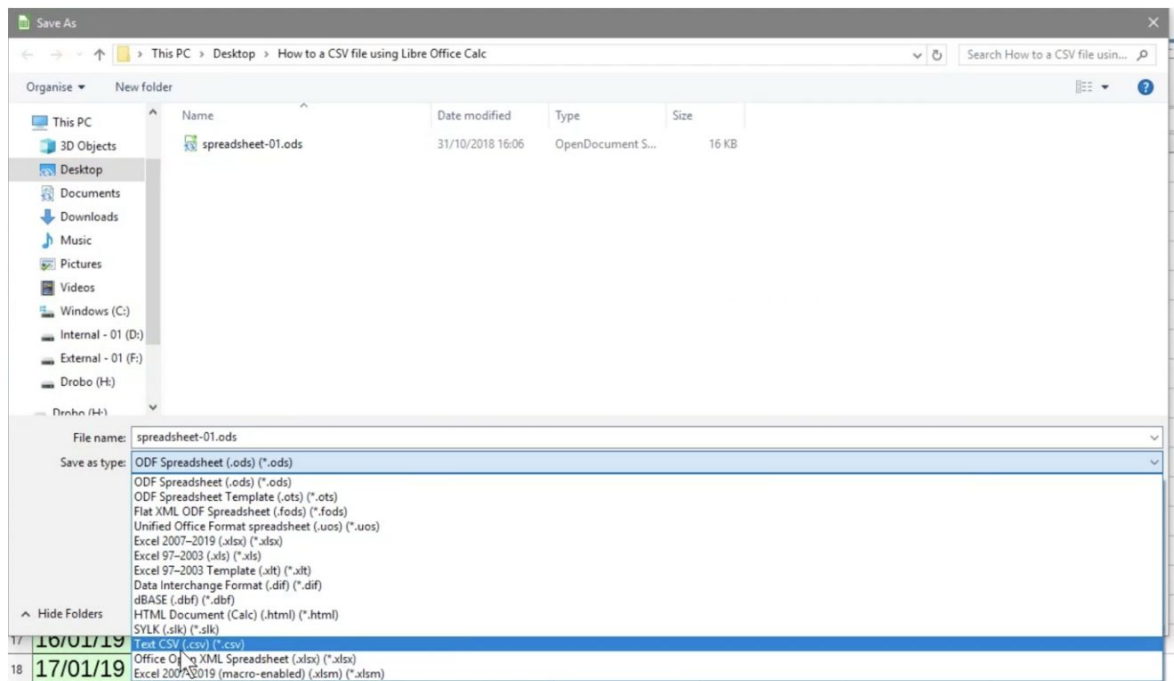 Save As
This PC > Desktop > How to a CSV file using Libre Office Calc
Search How to a CSV file usin...
Organise New folder
Name Date modified Type Size
This PC
spreadsheet-01.ods 31/10/2018 16:06 OpenDocument S... 16 KB
3D Objects
Desktop
Documents
Downloads
Music
Pictures
Videos
Windows (C:)
Internal - 01 (D:)
External - 01 (F:)
Drobo (H:)
Drobo (H:)
File name: spreadsheet-01.ods
Save as type: ODF Spreadsheet (.ods) (*.ods)
ODF Spreadsheet (.ods) (*.ods)
ODF Spreadsheet Template (.ots) (*.ots)
Flat XML ODF Spreadsheet (.fods) (*.fods)
Unified Office Format spreadsheet (.uos) (*.uos)
Excel 2007–2019 (.xlsx) (*.xlsx)
Excel 97–2003 (.xls) (*.xls)
Excel 97–2003 Template (.xlt) (*.xlt)
Data Interchange Format (.dif) (*.dif)
dBASE (.dbf) (*.dbf)
Hide Folders
HTML Document (Calc) (.html) (*.html)
SYLK (.slk) (*.slk)
17 16/01/19
Text CSV (.csv) (*.csv)
Office XML Spreadsheet (.xlsx) (*.xlsx)
18 17/01/19
Excel (macro-enabled) (.xlsm) (*.xlsm)